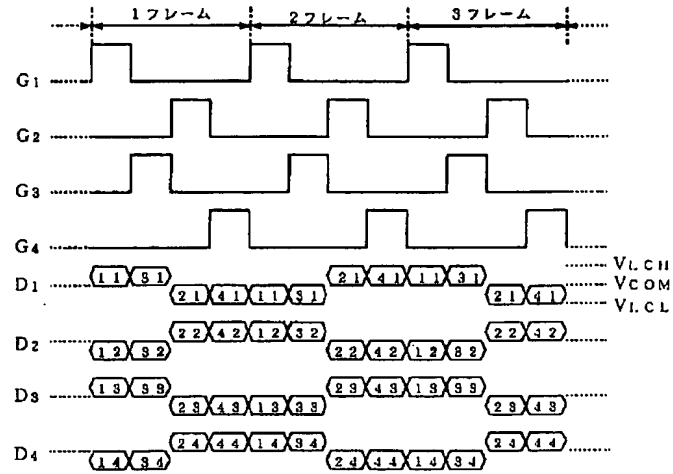 1フレーム 2フレーム 3フレーム
G1
G2
G3
G4
VLCH
D1 11 31 21 41 11 31 21 41 11 31 21 41 VCOM
VLCL
D2 12 32 22 42 12 32 22 42 12 32 22 42
D3 13 33 23 43 13 33 23 43 13 33 23 43
D4 14 34 24 44 14 34 24 44 14 34 24 44